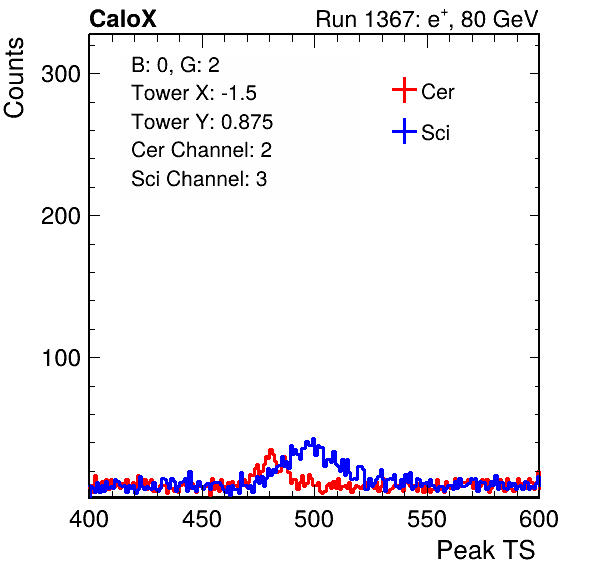 CaloX Run 1367: e⁺, 80 GeV
Counts
B: 0, G: 2
Tower X: -1.5
Tower Y: 0.875
Cer Channel: 2
Sci Channel: 3
Cer
Sci
300
200
100
400 450 500 550 600
Peak TS